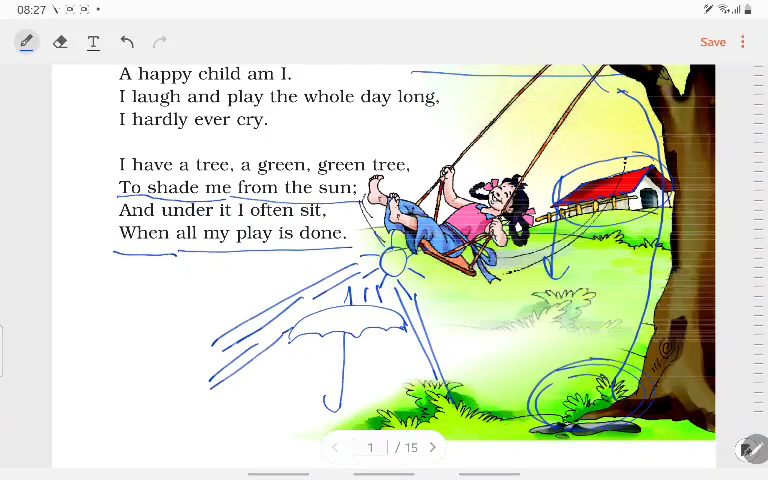 08:27
T
Save
A happy child am I.
I laugh and play the whole day long,
I hardly ever cry.
I have a tree, a green, green tree,
To shade me from the sun;
And under it I often sit,
When all my play is done.
1 / 15